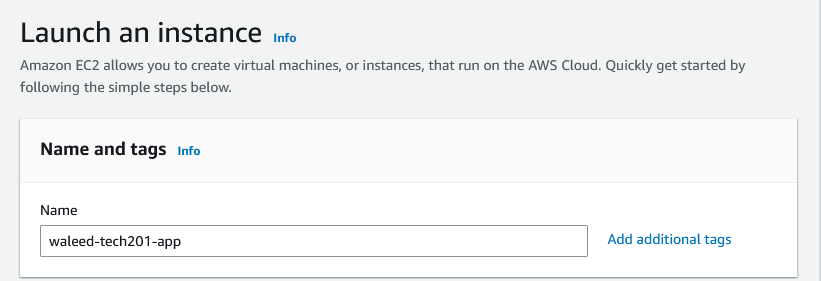 Launch an instance Info
Amazon EC2 allows you to create virtual machines, or instances, that run on the AWS Cloud. Quickly get started by
following the simple steps below.
Name and tags Info
Name
waleed-tech201-app
Add additional tags